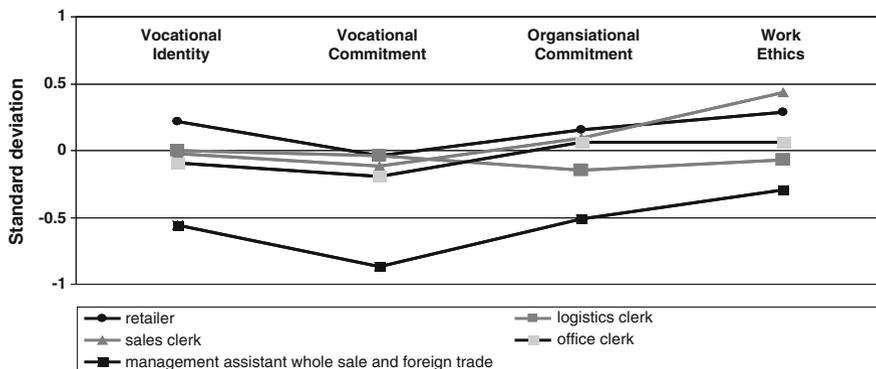 1
Vocational Identity
Vocational Commitment
Organsiational Commitment
Work Ethics
0.5
0
-0.5
-1
Standard deviation
retailer
logistics clerk
sales clerk
office clerk
management assistant whole sale and foreign trade